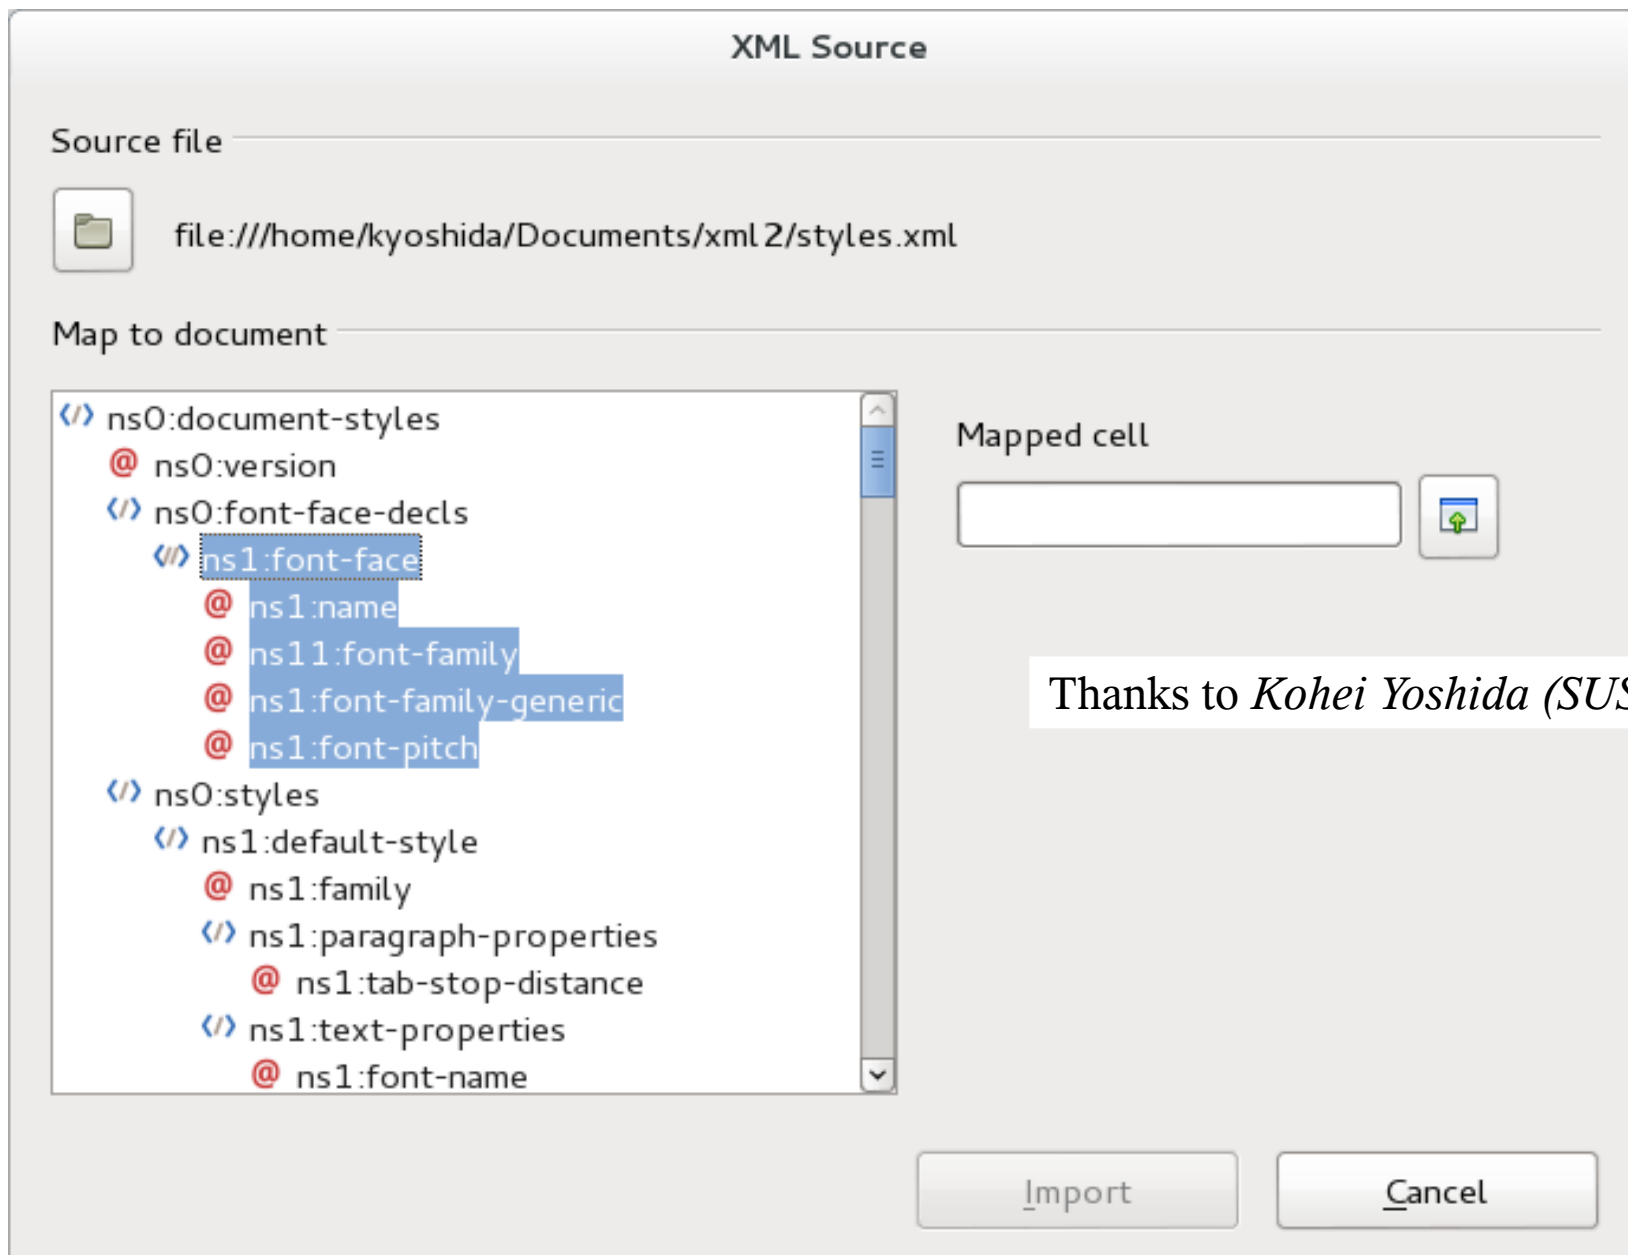 XML Source
Source file
file:///home/kyoshida/Documents/xml2/styles.xml
Map to document
ns0:document-styles
@ ns0:version
ns0:font-face-decls
ns1:font-face
@ ns1:name
@ ns11:font-family
@ ns1:font-family-generic
@ ns1:font-pitch
ns0:styles
ns1:default-style
@ ns1:family
ns1:paragraph-properties
@ ns1:tab-stop-distance
ns1:text-properties
@ ns1:font-name
Mapped cell
Thanks to Kohei Yoshida (SUS
Import
Cancel